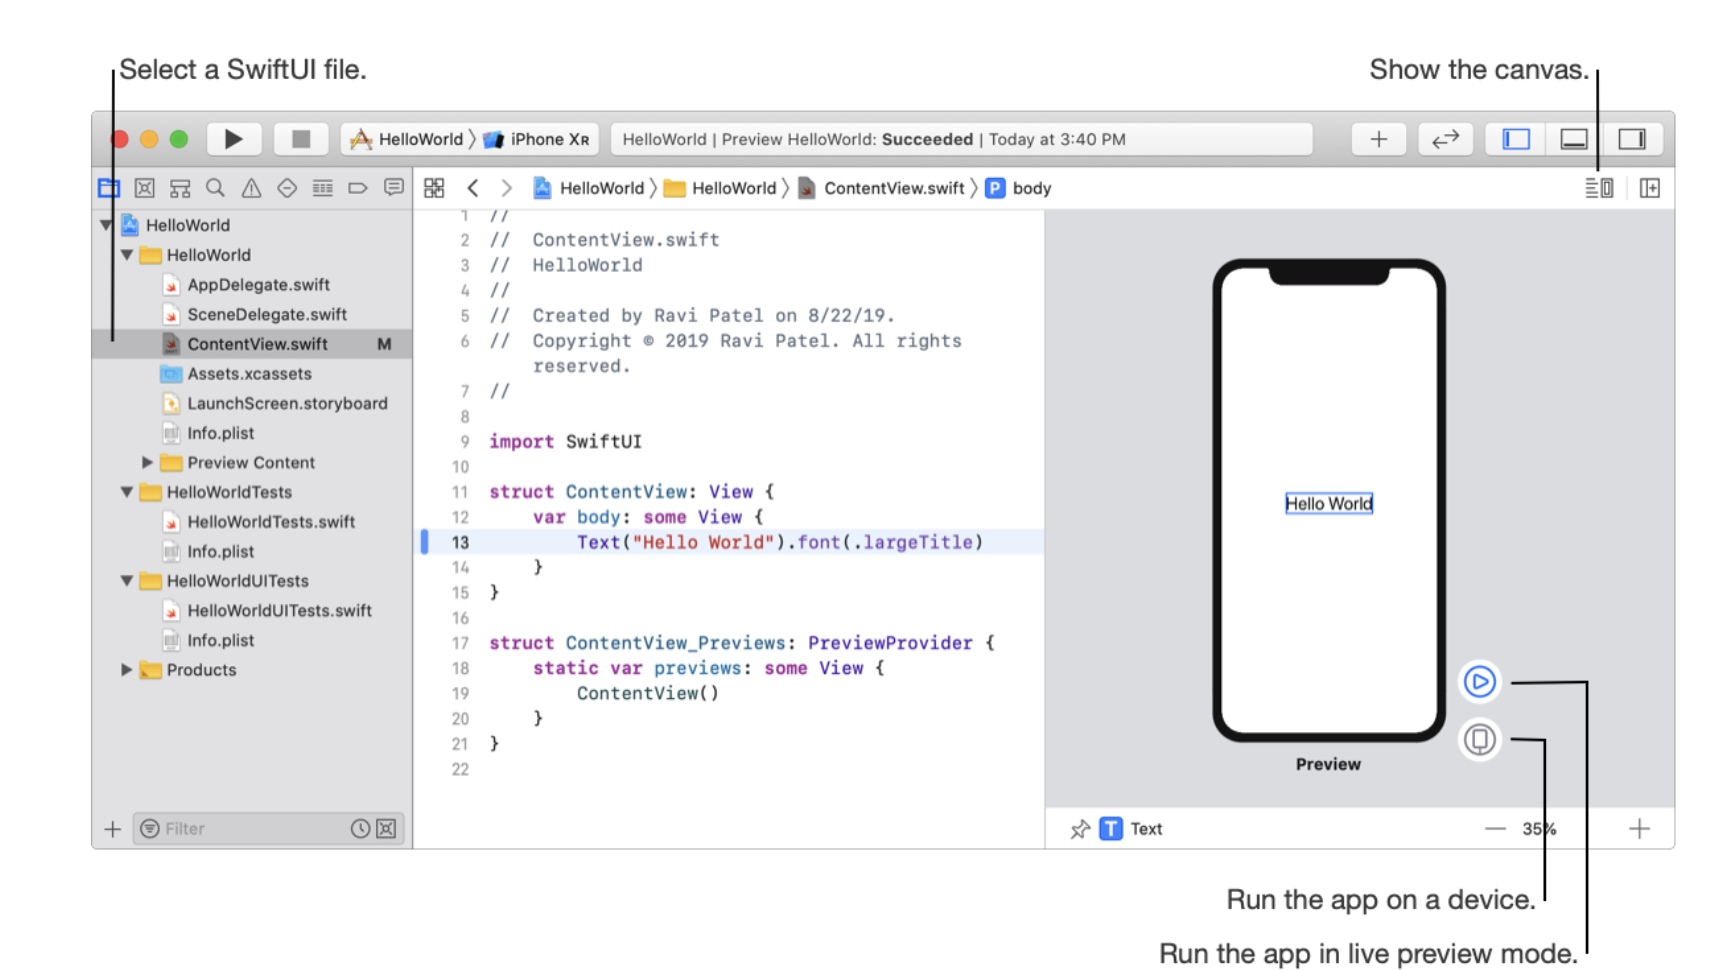 Select a SwiftUI file.
Show the canvas.
HelloWorld 〉 iPhone XR
HelloWorld | Preview HelloWorld: Succeeded | Today at 3:40 PM
HelloWorld 〉 HelloWorld 〉 ContentView.swift 〉 P body
HelloWorld
HelloWorld
AppDelegate.swift
SceneDelegate.swift
ContentView.swift M
Assets.xcassets
LaunchScreen.storyboard
Info.plist
Preview Content
HelloWorldTests
HelloWorldTests.swift
Info.plist
HelloWorldUITests
HelloWorldUITests.swift
Info.plist
Products
Filter
1 //
2 //  ContentView.swift
3 //  HelloWorld
4 //
5 //  Created by Ravi Patel on 8/22/19.
6 //  Copyright © 2019 Ravi Patel. All rights
reserved.
7 //
8
9 import SwiftUI
10
11 struct ContentView: View {
12     var body: some View {
13         Text("Hello World").font(.largeTitle)
14     }
15 }
16
17 struct ContentView_Previews: PreviewProvider {
18     static var previews: some View {
19         ContentView()
20     }
21 }
22
Hello World
Preview
T Text
35%
Run the app on a device.
Run the app in live preview mode.